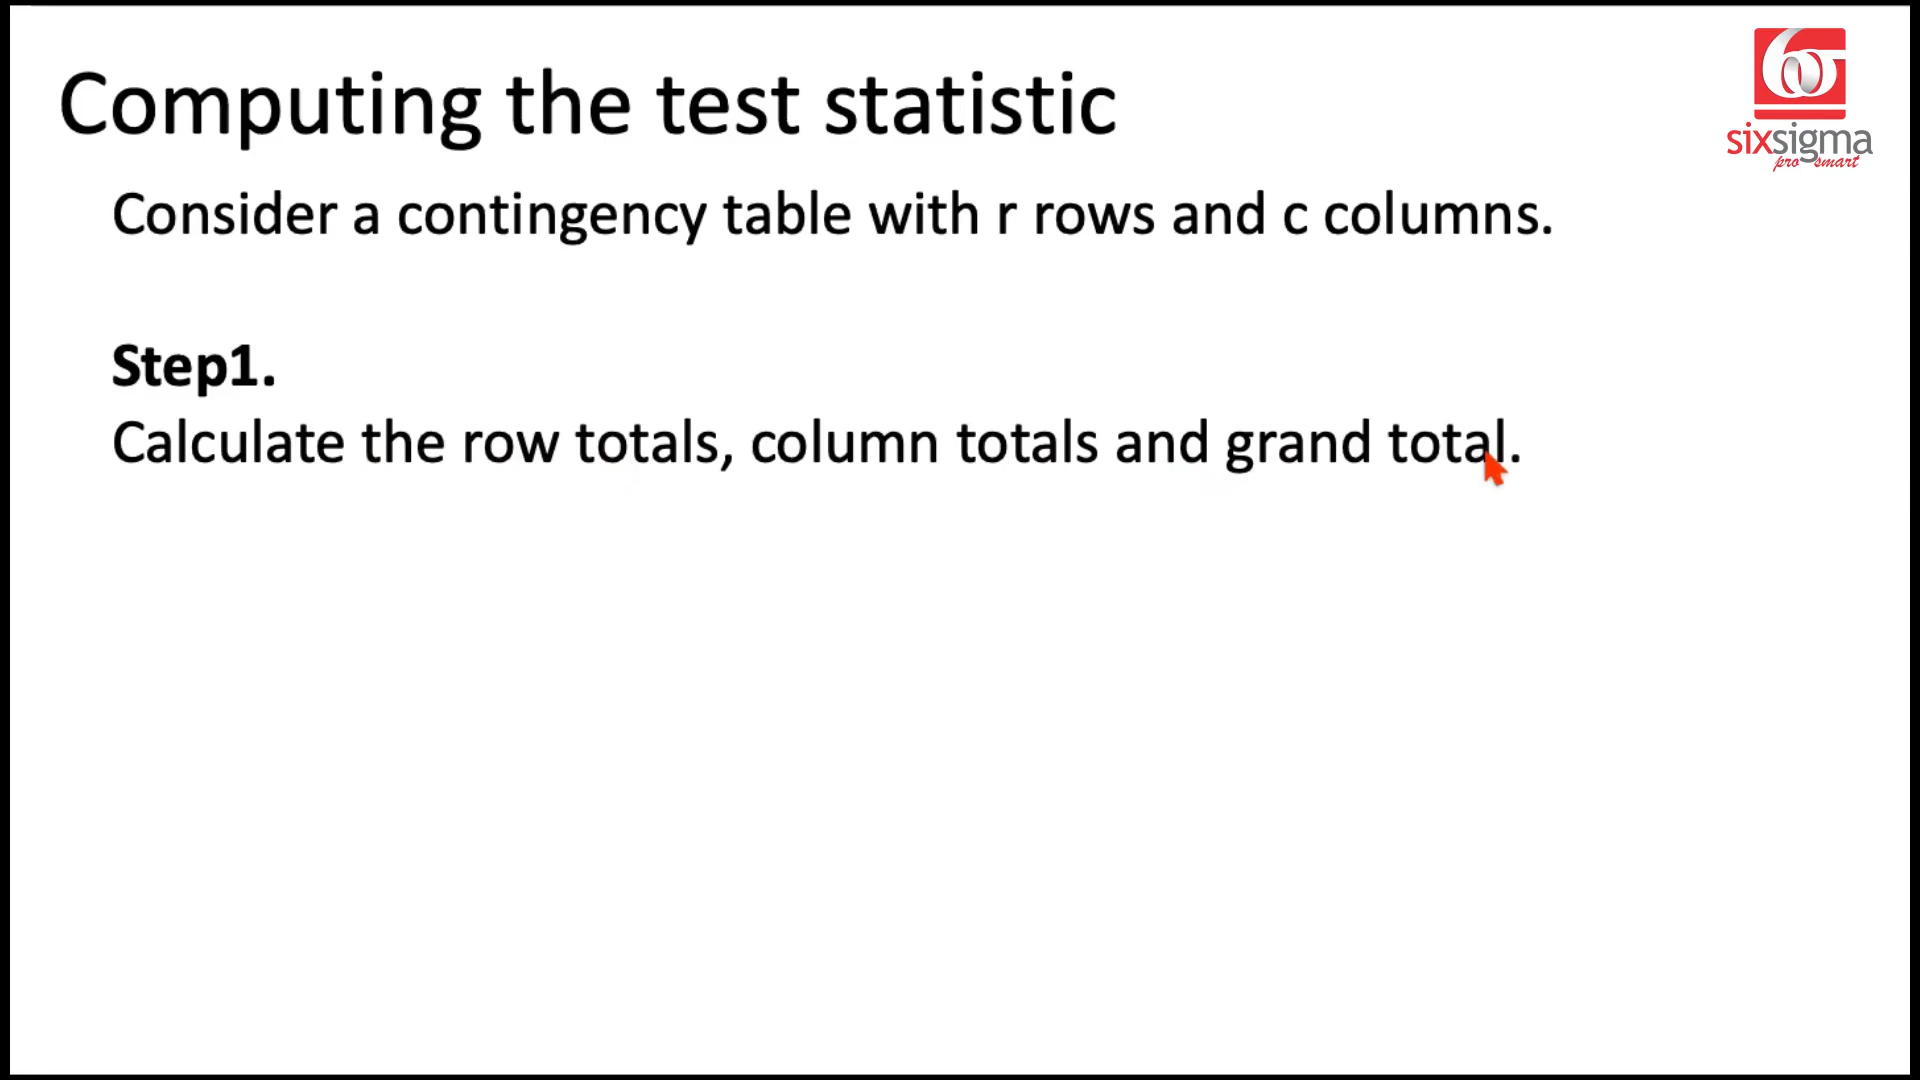 Computing the test statistic
sixsigma
pro smart
Consider a contingency table with r rows and c columns.
Step1.
Calculate the row totals, column totals and grand total.